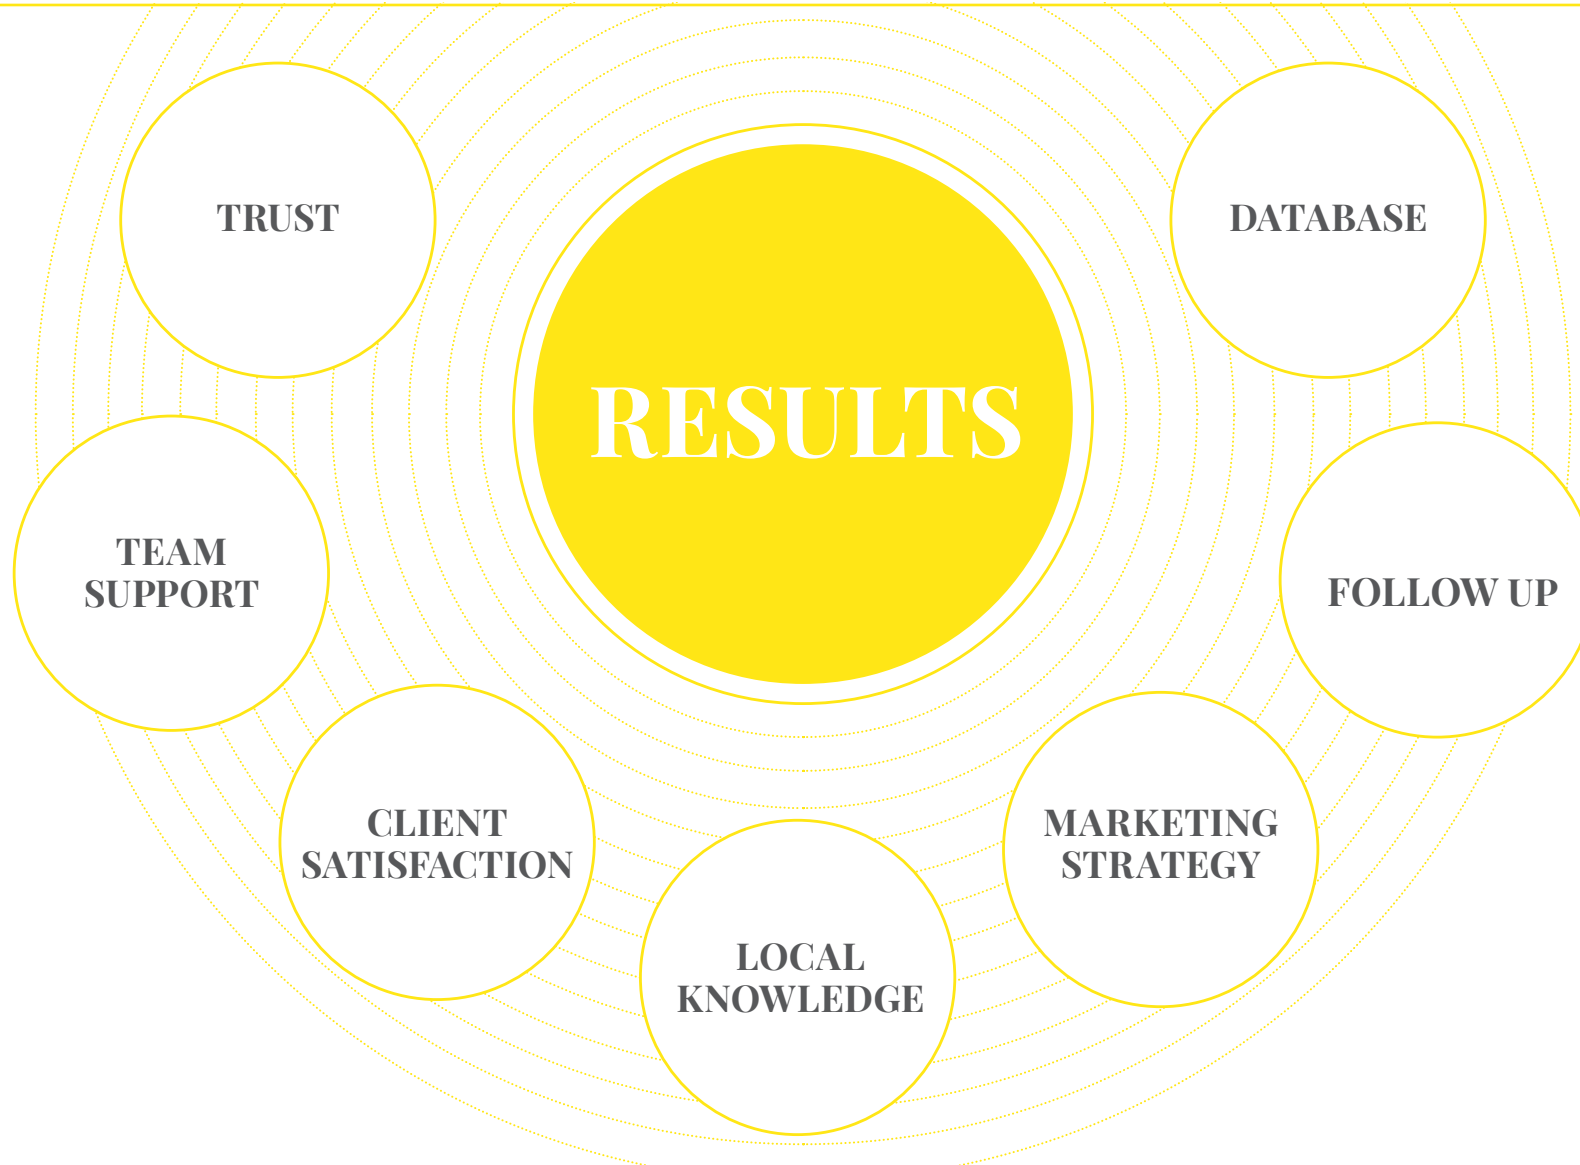 TRUST
DATABASE
RESULTS
TEAM
SUPPORT
FOLLOW UP
CLIENT
SATISFACTION
MARKETING
STRATEGY
LOCAL
KNOWLEDGE